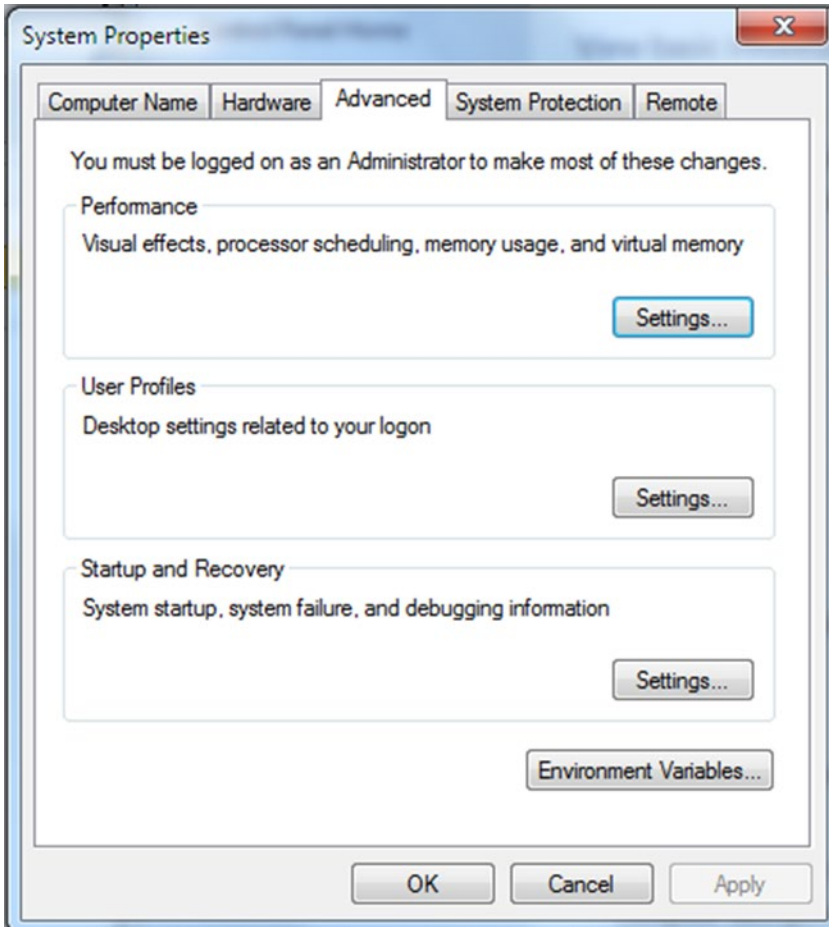 System Properties
Computer Name Hardware Advanced System Protection Remote
You must be logged on as an Administrator to make most of these changes.
Performance
Visual effects, processor scheduling, memory usage, and virtual memory
Settings...
User Profiles
Desktop settings related to your logon
Settings...
Startup and Recovery
System startup, system failure, and debugging information
Settings...
Environment Variables...
OK Cancel Apply